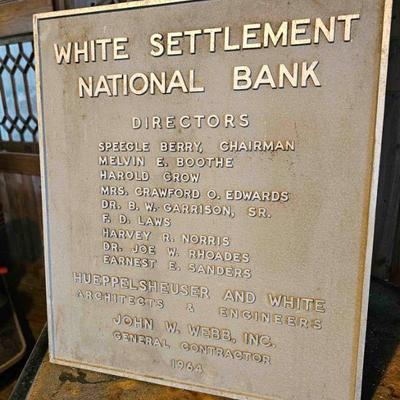 WHITE SETTLEMENT
NATIONAL BANK
DIRECTORS
SPEEGLE BERRY, CHAIRMAN
MELVIN E. BOOTHE
HAROLD CROW
MRS. CRAWFORD O. EDWARDS
DR. B. W. GARRISON, SR.
F. D. LAWS
HARVEY R. NORRIS
DR. JOE W. RHOADES
EARNEST E. SANDERS
HUEPPELSHEUSER AND WHITE
ARCHITECTS & ENGINEERS
JOHN W. WEBB, INC.
GENERAL CONTRACTOR
1964